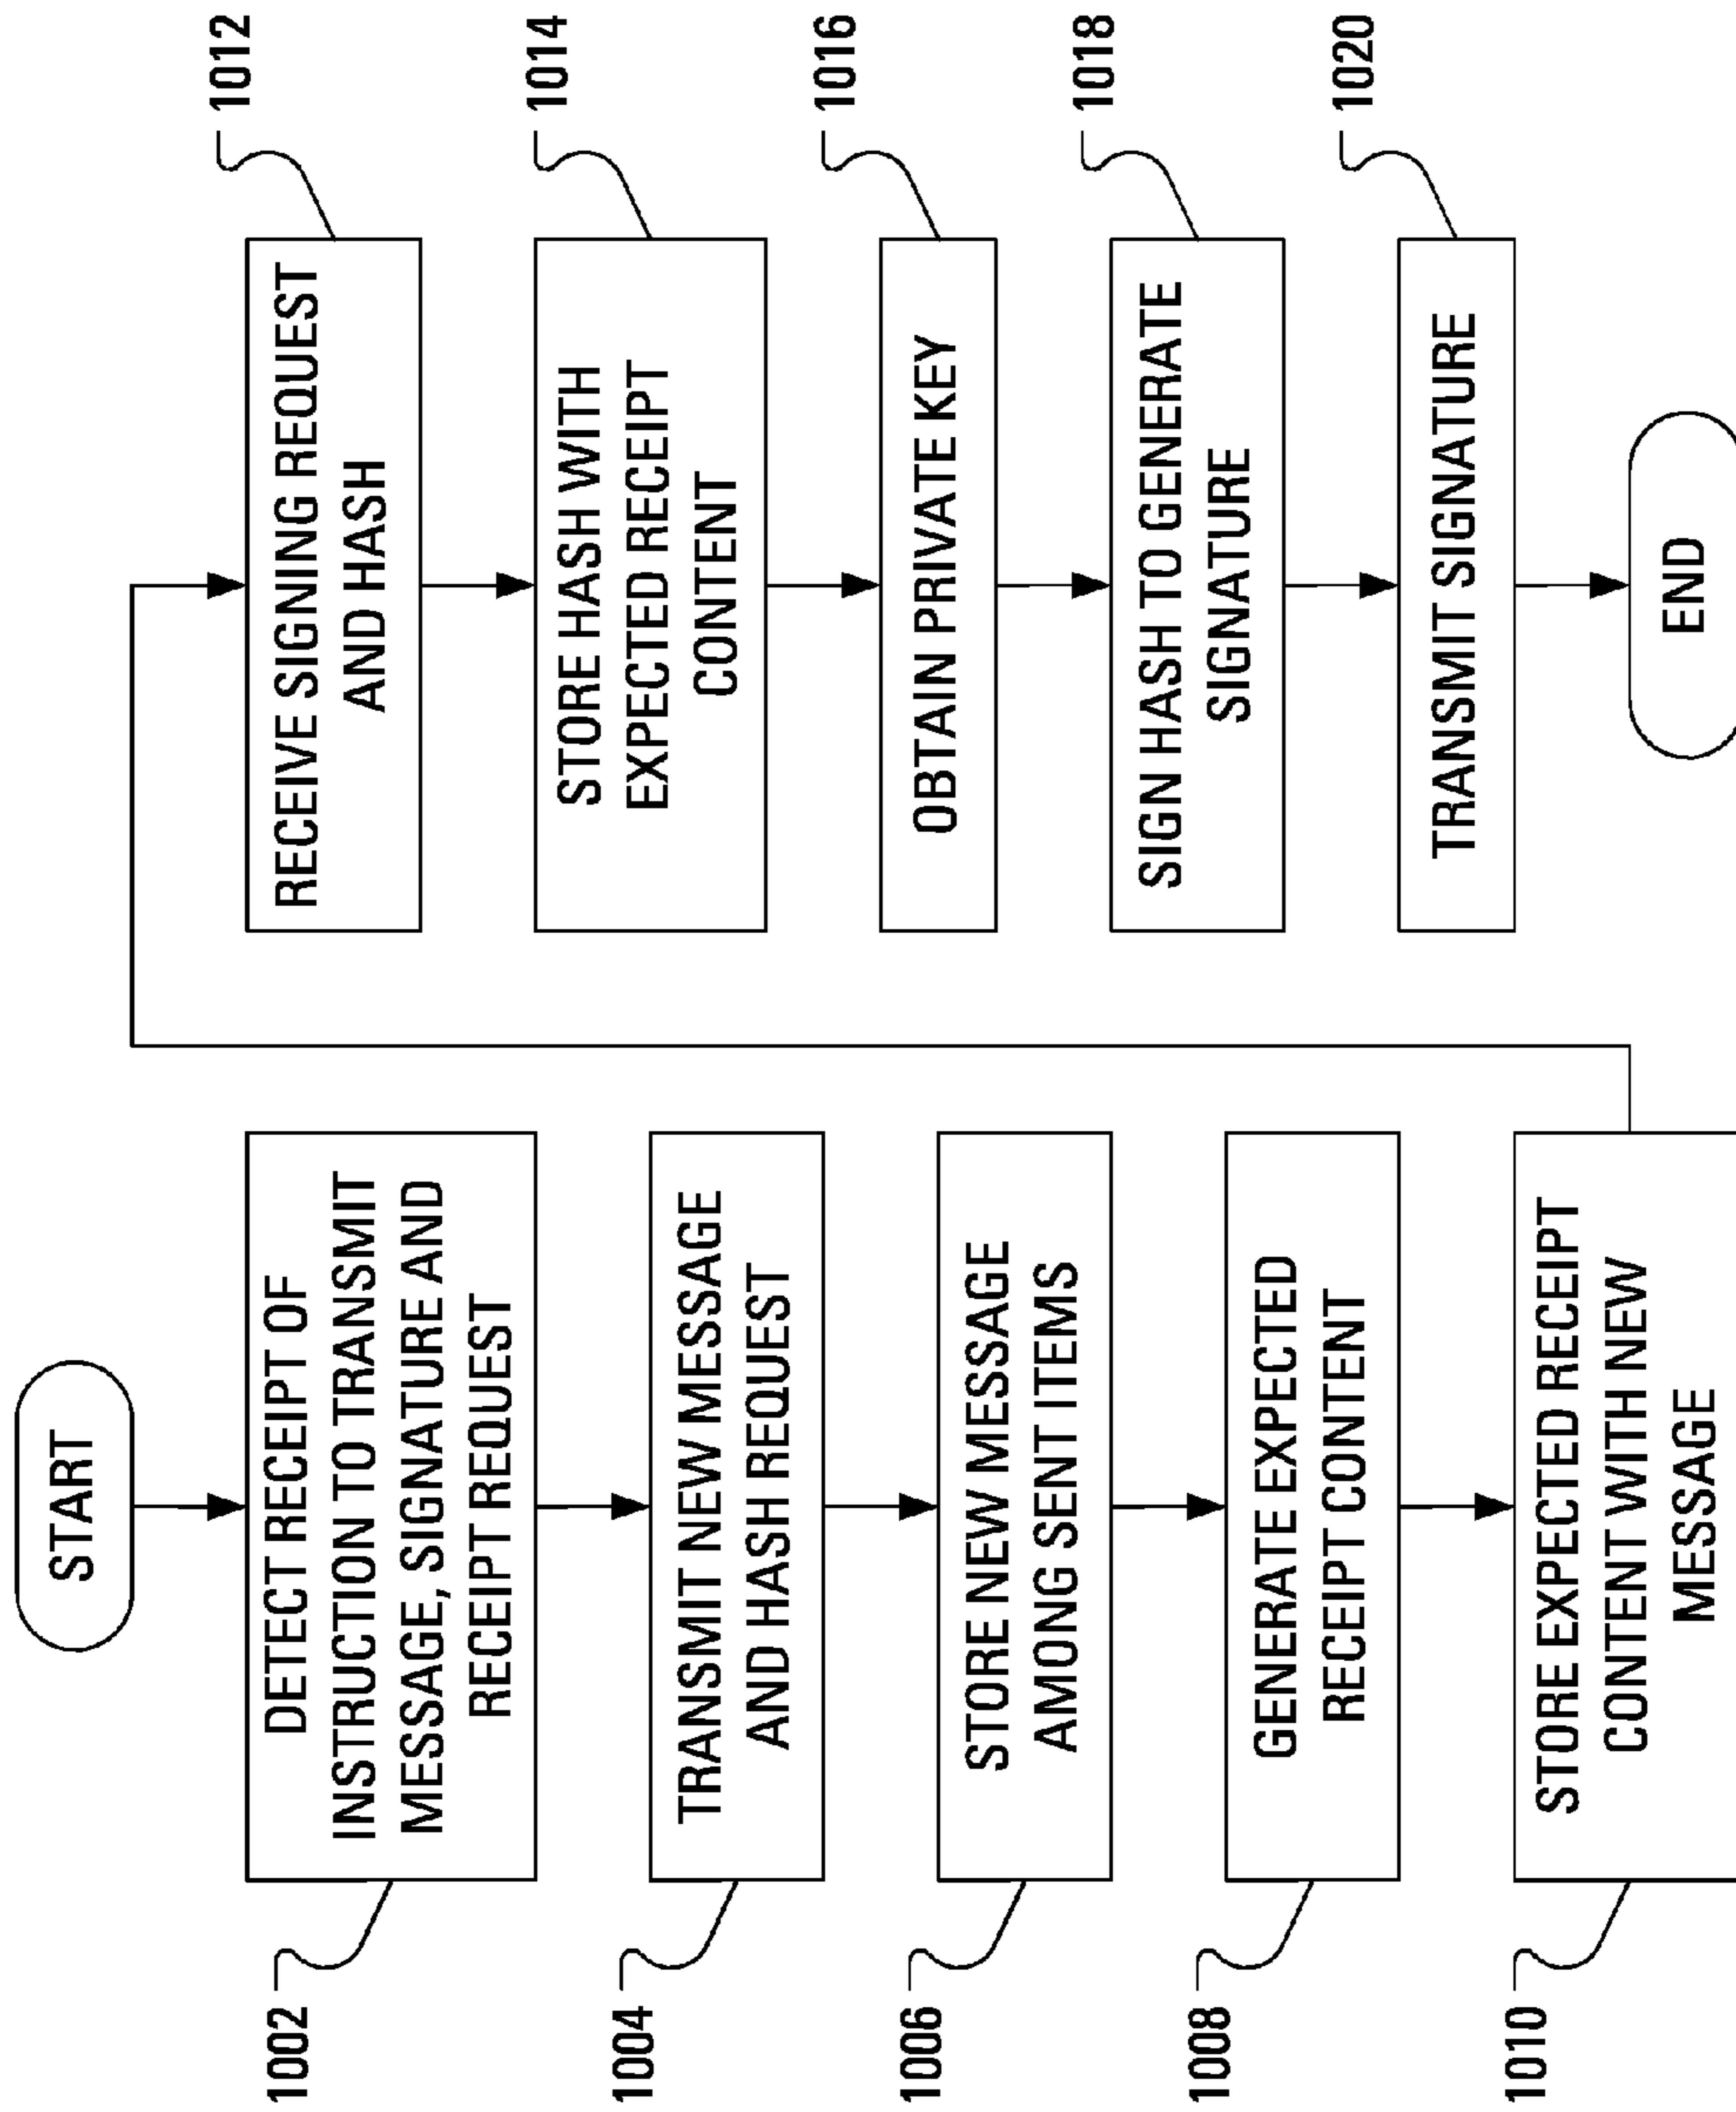 START
1002
DETECT RECEIPT OF
INSTRUCTION TO TRANSMIT
MESSAGE, SIGNATURE AND
RECEIPT REQUEST
1004
TRANSMIT NEW MESSAGE
AND HASH REQUEST
1006
STORE NEW MESSAGE
AMONG SENT ITEMS
1008
GENERATE EXPECTED
RECEIPT CONTENT
1010
STORE EXPECTED RECEIPT
CONTENT WITH NEW
MESSAGE
RECEIVE SIGNING REQUEST
AND HASH
1012
STORE HASH WITH
EXPECTED RECEIPT
CONTENT
1014
OBTAIN PRIVATE KEY
1016
SIGN HASH TO GENERATE
SIGNATURE
1018
TRANSMIT SIGNATURE
1020
END